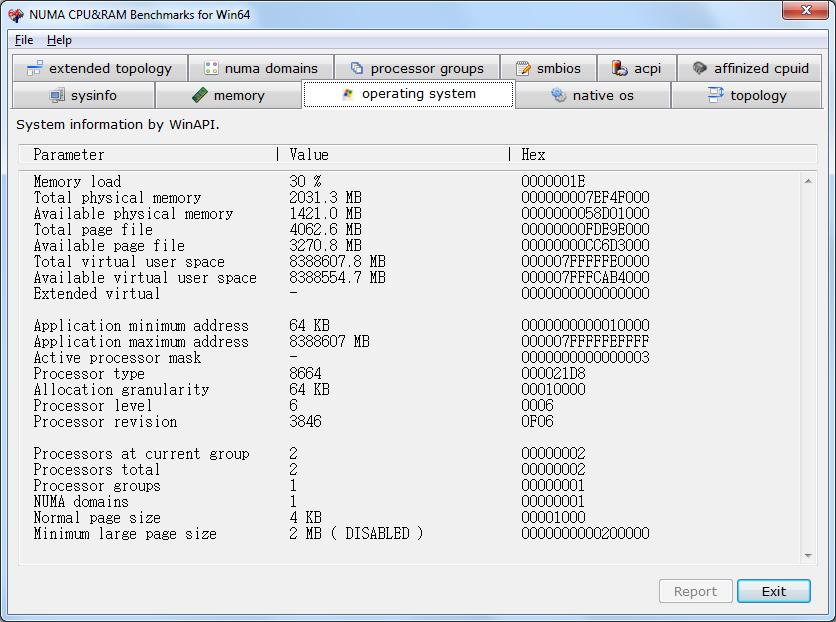 NUMA CPU&RAM Benchmarks for Win64
File Help
extended topology numa domains processor groups smbios acpi affinized cpuid
sysinfo memory operating system native os topology
System information by WinAPI.
Parameter | Value | Hex
Memory load 30 % 0000001E
Total physical memory 2031.3 MB 000000007EF4F000
Available physical memory 1421.0 MB 0000000058D01000
Total page file 4062.6 MB 00000000FDE9E000
Available page file 3270.8 MB 00000000CC6D3000
Total virtual user space 8388607.8 MB 000007FFFFFE0000
Available virtual user space 8388554.7 MB 000007FFFCAB4000
Extended virtual - 0000000000000000
Application minimum address 64 KB 0000000000010000
Application maximum address 8388607 MB 000007FFFFFEFFFF
Active processor mask - 0000000000000003
Processor type 8664 000021D8
Allocation granularity 64 KB 00010000
Processor level 6 0006
Processor revision 3846 0F06
Processors at current group 2 00000002
Processors total 2 00000002
Processor groups 1 00000001
NUMA domains 1 00000001
Normal page size 4 KB 00001000
Minimum large page size 2 MB ( DISABLED ) 0000000000200000
Report Exit